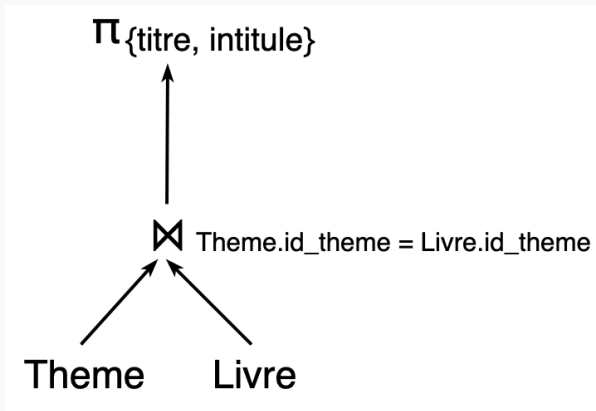 π {titre, intitule}
⋈ Theme.id_theme = Livre.id_theme
Theme Livre